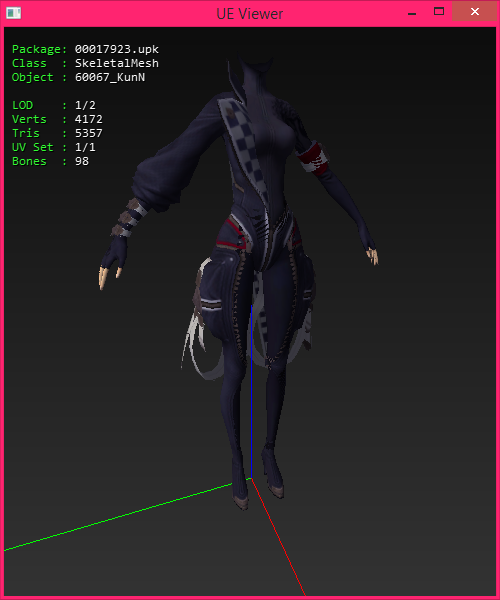 UE Viewer
Package: 00017923.upk
Class : SkeletalMesh
Object : 60067_KunN
LOD : 1/2
Verts : 4172
Tris : 5357
UV Set : 1/1
Bones : 98